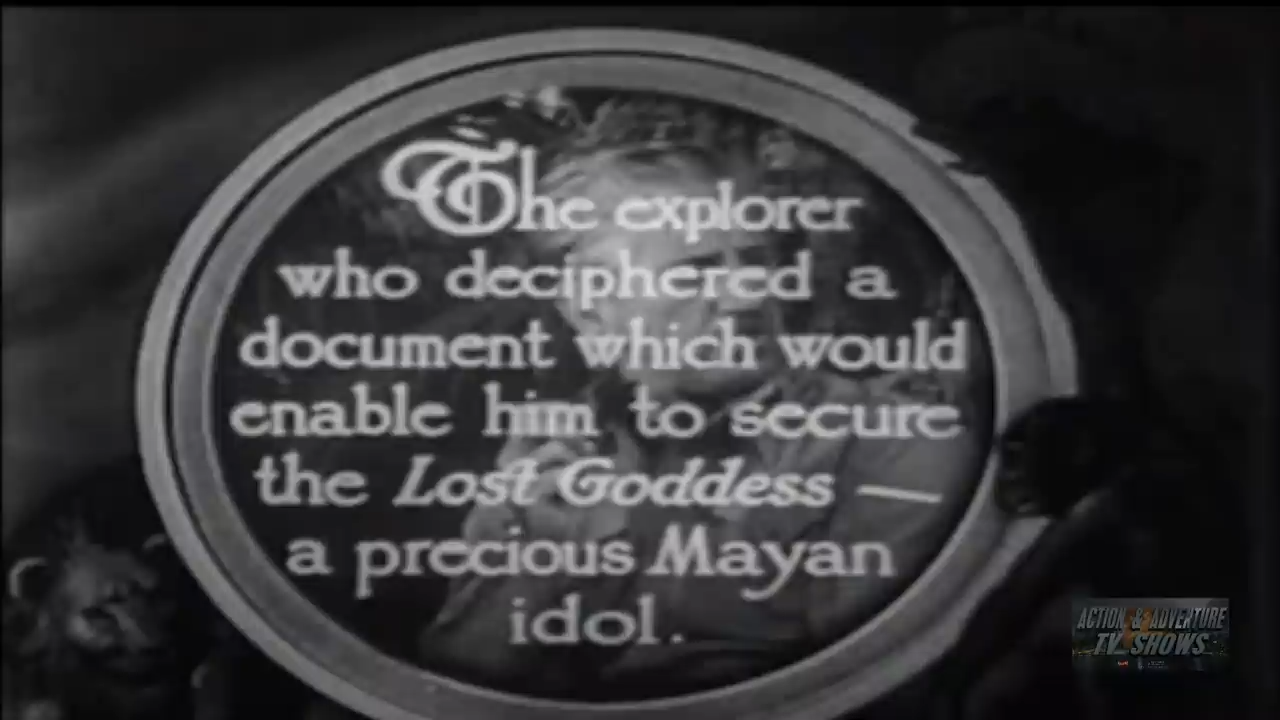 The explorer
who deciphered a
document which would
enable him to secure
the Lost Goddess —
a precious Mayan
idol.
ACTION & ADVENTURE
TV SHOWS